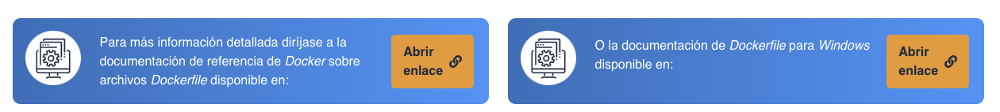 Para más información detallada diríjase a la
documentación de referencia de Docker sobre
archivos Dockerfile disponible en:
Abrir
enlace
O la documentación de Dockerfile para Windows
disponible en:
Abrir
enlace